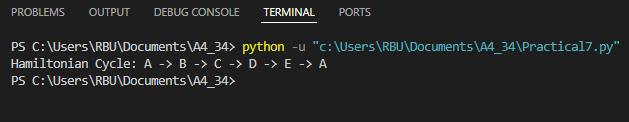 PROBLEMS OUTPUT DEBUG CONSOLE TERMINAL PORTS
PS C:\Users\RBU\Documents\A4_34> python -u "c:\Users\RBU\Documents\A4_34\Practical7.py"
Hamiltonian Cycle: A -> B -> C -> D -> E -> A
PS C:\Users\RBU\Documents\A4_34>